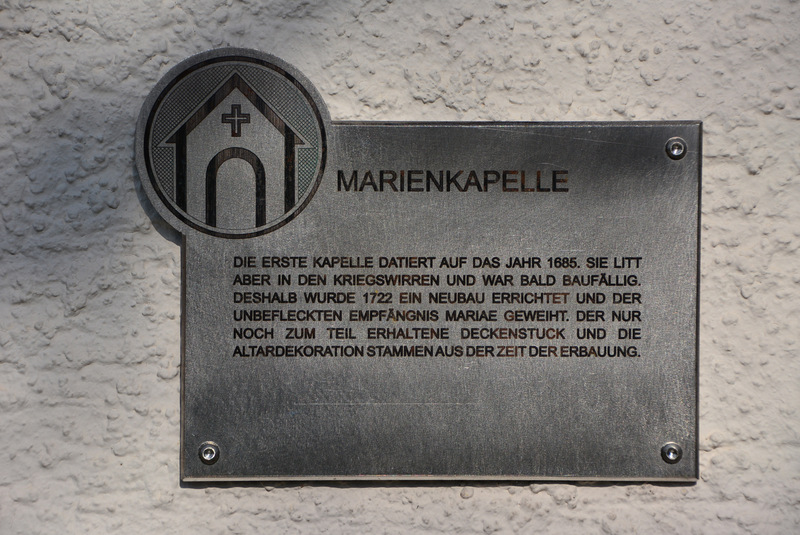 MARIENKAPELLE
DIE ERSTE KAPELLE DATIERT AUF DAS JAHR 1685. SIE LITT
ABER IN DEN KRIEGSWIRREN UND WAR BALD BAUFÄLLIG.
DESHALB WURDE 1722 EIN NEUBAU ERRICHTET UND DER
UNBEFLECKTEN EMPFÄNGNIS MARIAE GEWEIHT. DER NUR
NOCH ZUM TEIL ERHALTENE DECKENSTUCK UND DIE
ALTARDEKORATION STAMMEN AUS DER ZEIT DER ERBAUUNG.